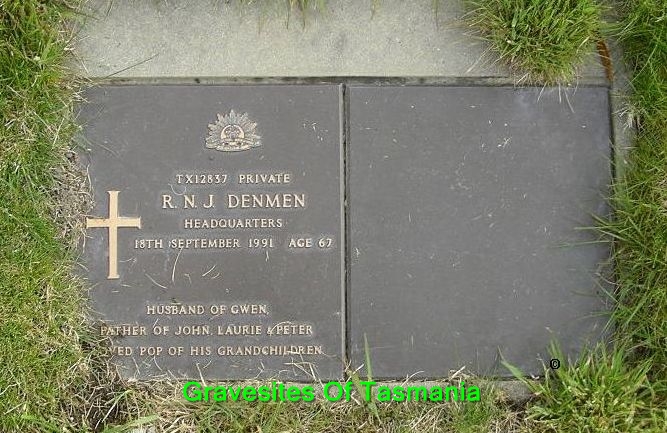 TX12837 PRIVATE
R. N. J. DENMEN
HEADQUARTERS
18TH SEPTEMBER 1991 AGE 67
HUSBAND OF GWEN,
FATHER OF JOHN, LAURIE & PETER
POP OF HIS GRANDCHILDREN
©
Gravesites Of Tasmania